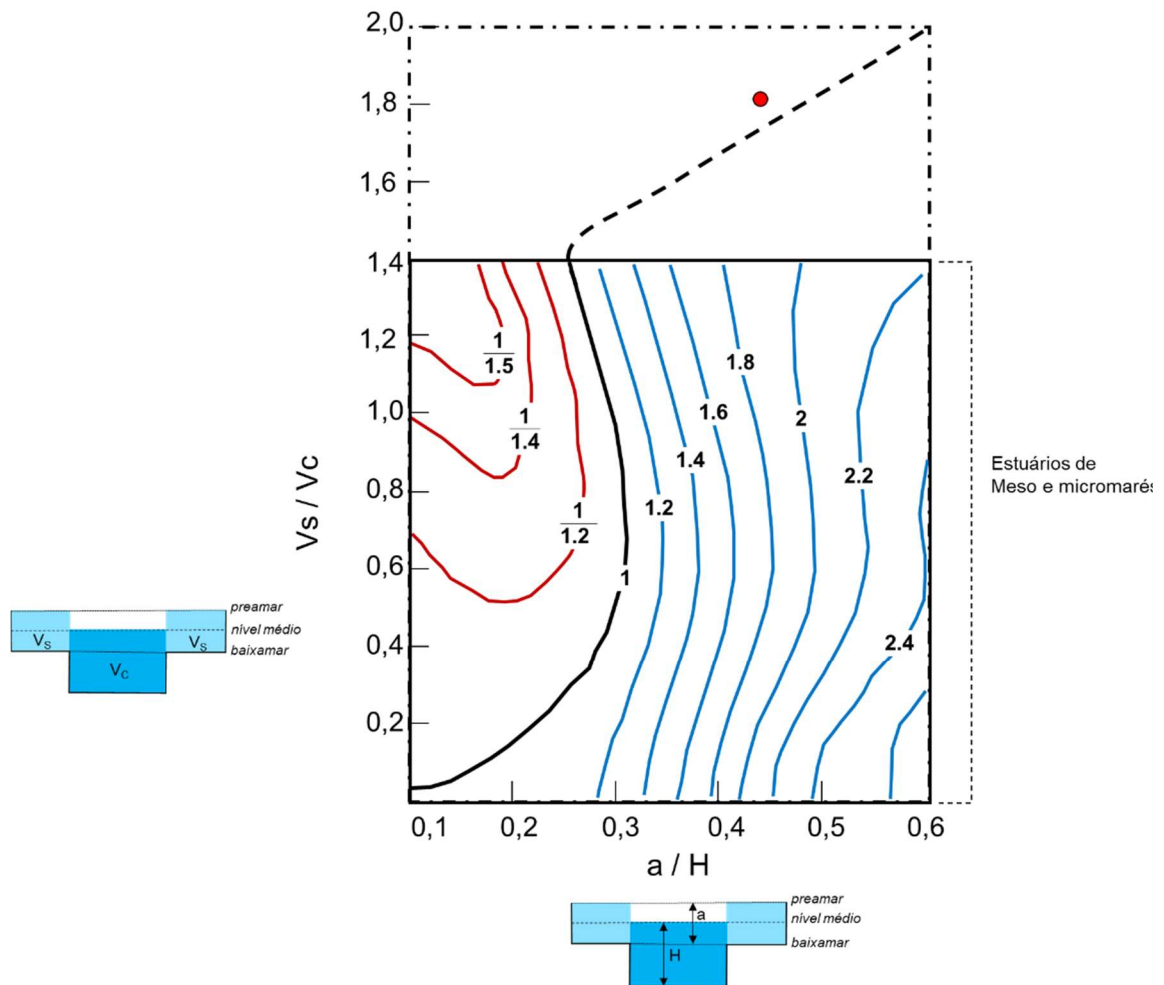 2,0
1,8
1,6
1,4
1,2
1,0
0,8
0,6
0,4
0,2
Vs / Vc
1
1.5
1
1.4
1
1.2
1
1.2
1.4
1.6
1.8
2
2.2
2.4
Estuários de
Meso e micromarés
preamar
nível médio
baixamar
VS
VS
VC
0,1 0,2 0,3 0,4 0,5 0,6
a / H
preamar
nível médio
baixamar
a
H